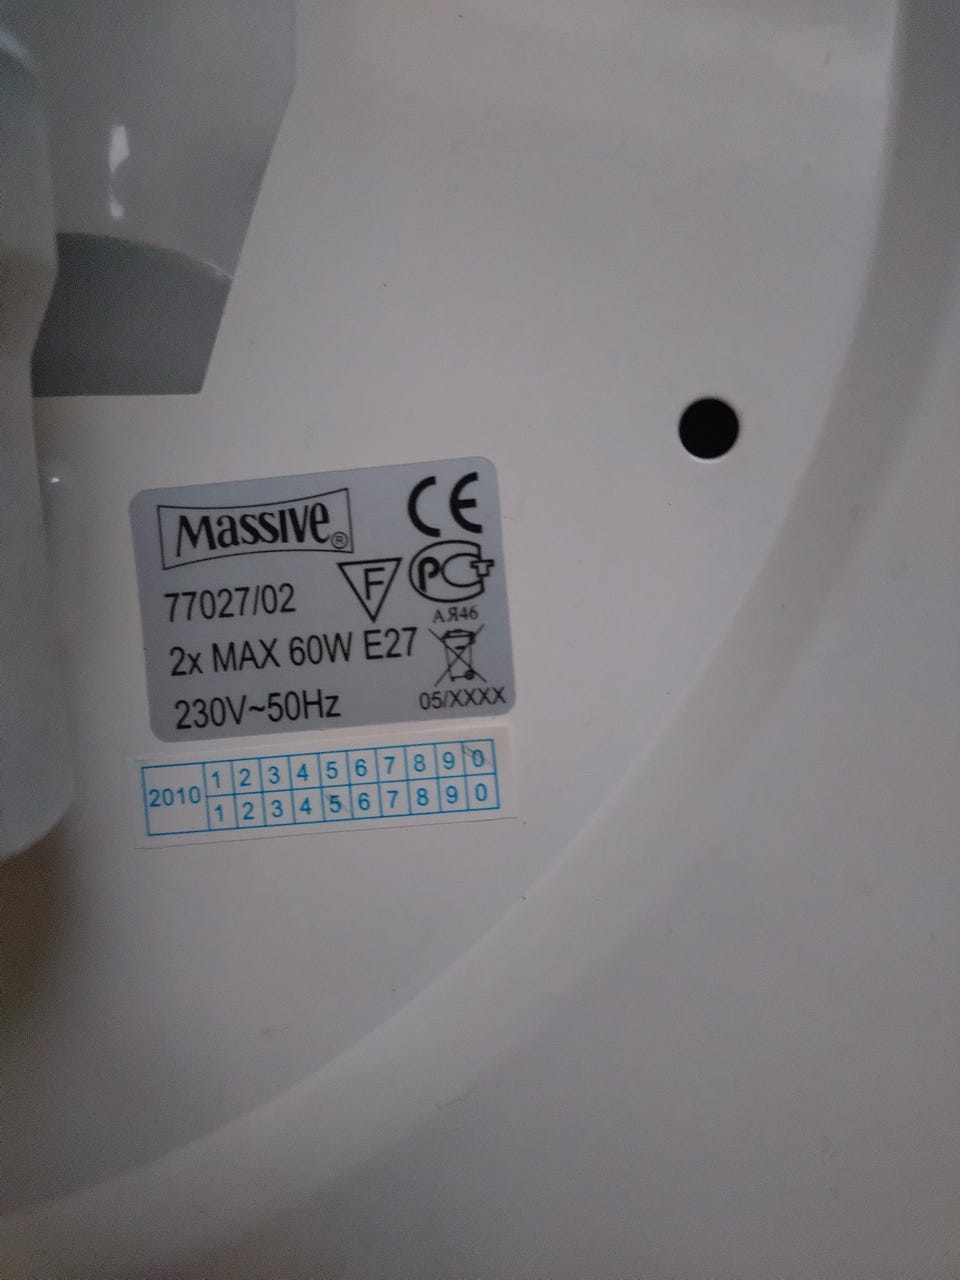 Massive®
CE
77027/02
F
PCT
АЯ46
2x MAX 60W E27
230V~50Hz
05/XXXX
2010
1 2 3 4 5 6 7 8 9 0
1 2 3 4 5 6 7 8 9 0